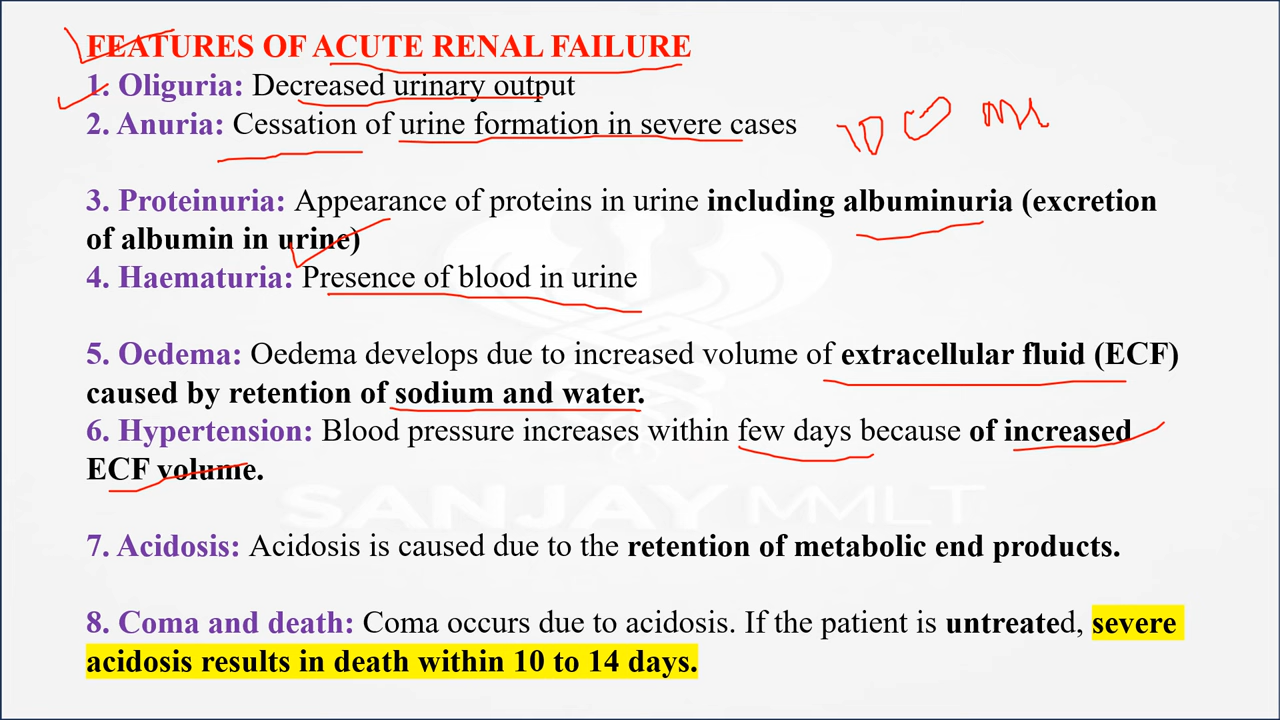 FEATURES OF ACUTE RENAL FAILURE
1. Oliguria: Decreased urinary output
2. Anuria: Cessation of urine formation in severe cases
3. Proteinuria: Appearance of proteins in urine including albuminuria (excretion
of albumin in urine)
4. Haematuria: Presence of blood in urine
5. Oedema: Oedema develops due to increased volume of extracellular fluid (ECF)
caused by retention of sodium and water.
6. Hypertension: Blood pressure increases within few days because of increased
ECF volume.
SANJAY MMLT
7. Acidosis: Acidosis is caused due to the retention of metabolic end products.
8. Coma and death: Coma occurs due to acidosis. If the patient is untreated, severe
acidosis results in death within 10 to 14 days.